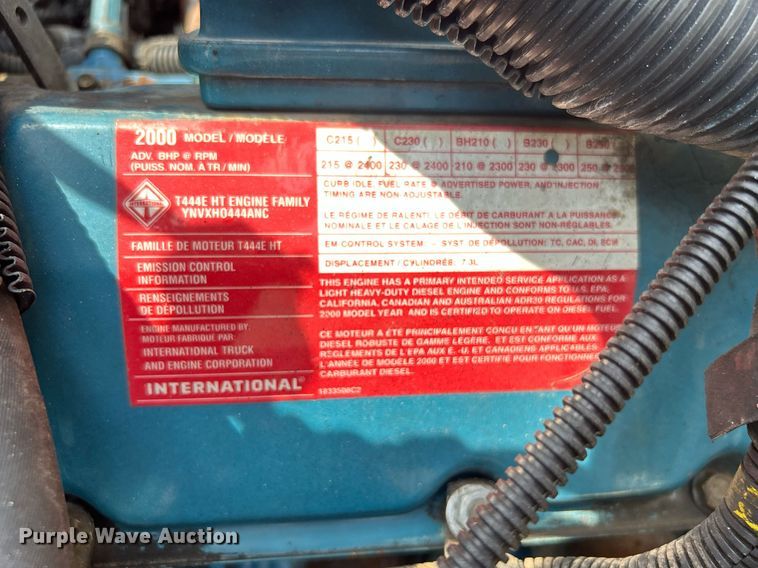 2000 MODEL / MODÈLE
ADV. BHP @ RPM
(PUISS. NOM. À TR / MIN)
C215 ( ) C230 ( ) BH210 ( ) B230 ( )
215 @ 2400 230 @ 2400 210 @ 2300 230 @ 2300 250 @
INTERNATIONAL
T444E HT ENGINE FAMILY
YNVXH0444ANC
CURB IDLE, FUEL RATE @ ADVERTISED POWER, AND INJECTION
TIMING ARE NON-ADJUSTABLE.
LE RÉGIME DE RALENTI, LE DÉBIT DE CARBURANT À LA PUISSANCE
NOMINALE ET LE CALAGE DE L'INJECTION SONT NON-RÉGLABLES.
FAMILLE DE MOTEUR T444E HT
EM CONTROL SYSTEM - SYST DE DÉPOLLUTION: TC, CAC, DI, ECM
DISPLACEMENT / CYLINDRÉE: 7.3L
EMISSION CONTROL
INFORMATION
RENSEIGNEMENTS
DE DÉPOLLUTION
THIS ENGINE HAS A PRIMARY INTENDED SERVICE APPLICATION AS A
LIGHT HEAVY-DUTY DIESEL ENGINE AND CONFORMS TO U.S. EPA,
CALIFORNIA, CANADIAN AND AUSTRALIAN ADR30 REGULATIONS FOR
2000 MODEL YEAR AND IS CERTIFIED TO OPERATE ON DIESEL FUEL.
ENGINE MANUFACTURED BY:
MOTEUR FABRIQUE PAR:
INTERNATIONAL TRUCK
AND ENGINE CORPORATION
INTERNATIONAL®
CE MOTEUR A ÉTÉ PRINCIPALEMENT CONCU EN TANT QU'UN MOTEUR
DIESEL ROBUSTE DE GAMME LÉGÈRE, ET EST CONFORME AUX
RÈGLEMENTS DE L'EPA AUX É.-U. ET CANADIENS APPLICABLES
L'ANNÉE DE MODÈLE 2000 ET EST CERTIFIÉ POUR FONCTIONNER
CARBURANT DIESEL.
1833508C2
Purple Wave Auction